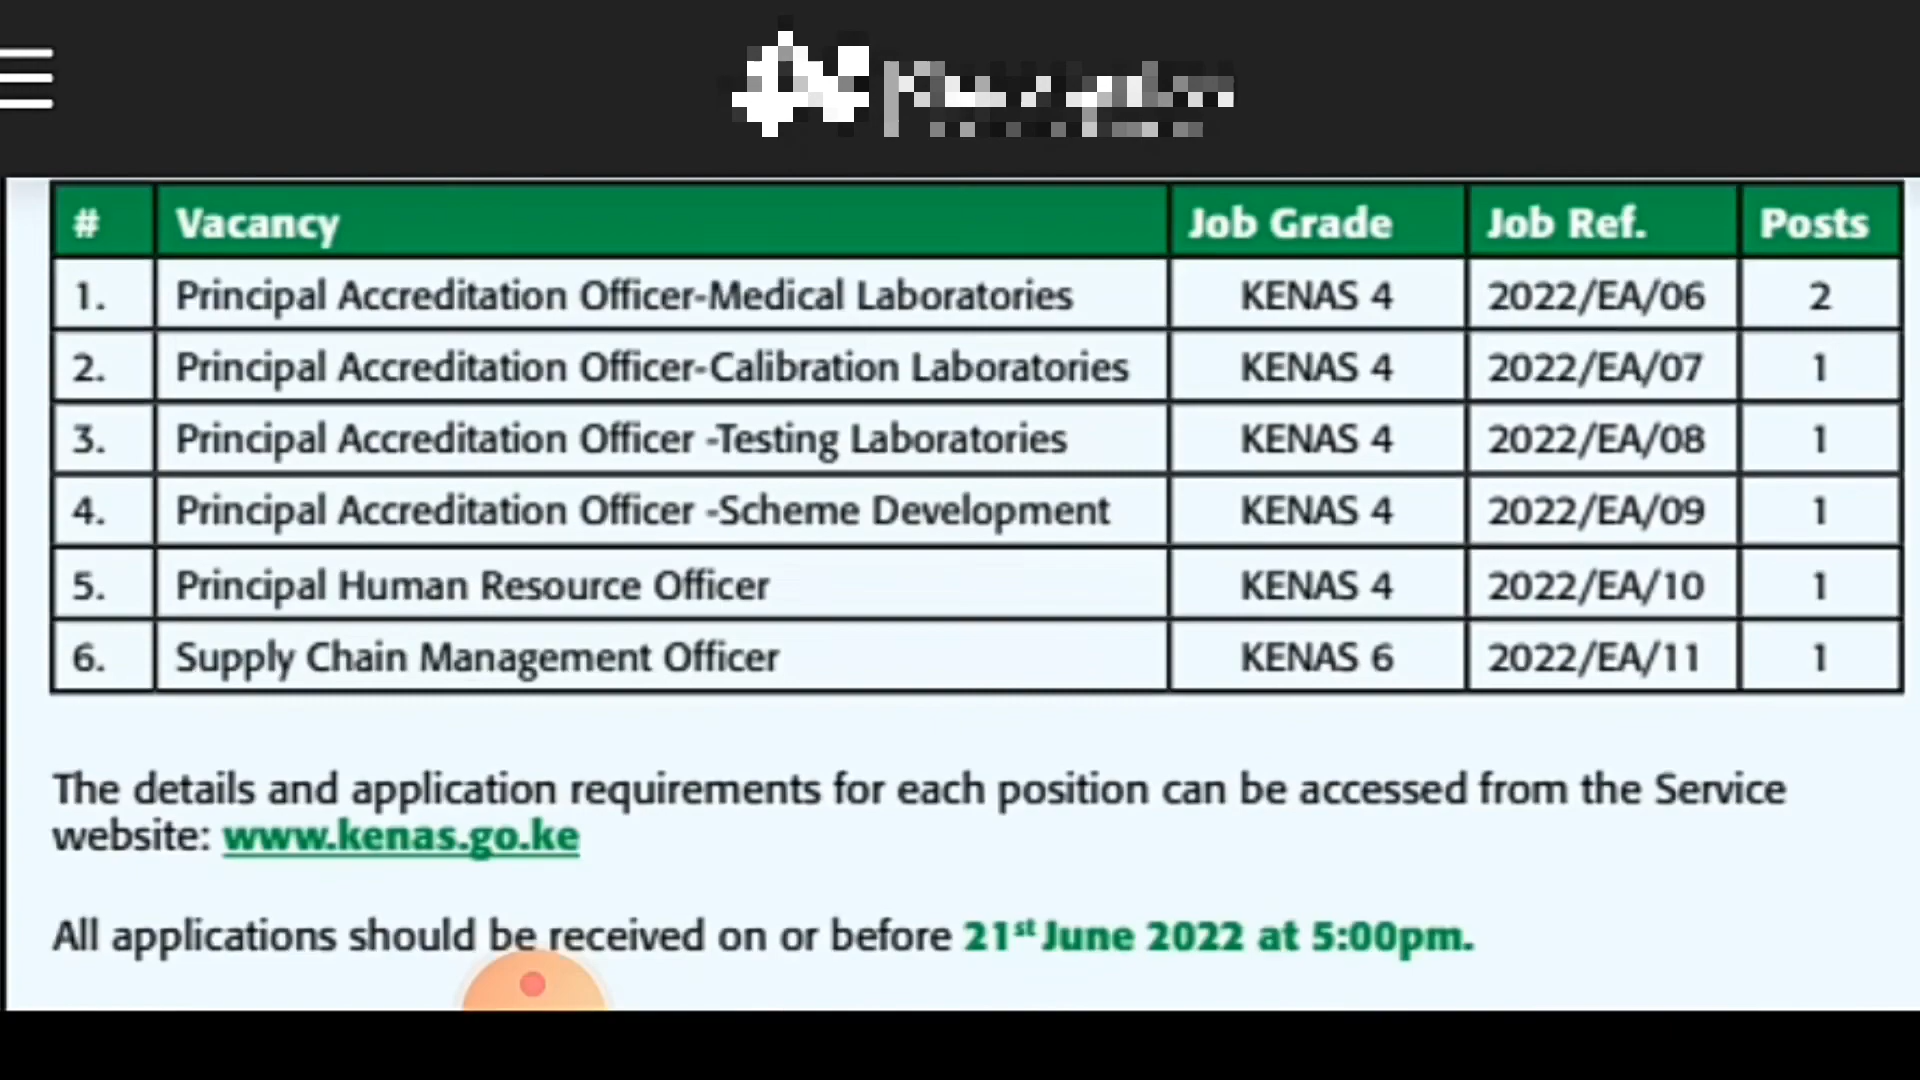 # Vacancy Job Grade Job Ref. Posts
1. Principal Accreditation Officer-Medical Laboratories KENAS 4 2022/EA/06 2
2. Principal Accreditation Officer-Calibration Laboratories KENAS 4 2022/EA/07 1
3. Principal Accreditation Officer -Testing Laboratories KENAS 4 2022/EA/08 1
4. Principal Accreditation Officer -Scheme Development KENAS 4 2022/EA/09 1
5. Principal Human Resource Officer KENAS 4 2022/EA/10 1
6. Supply Chain Management Officer KENAS 6 2022/EA/11 1
The details and application requirements for each position can be accessed from the Service
website: www.kenas.go.ke
All applications should be received on or before 21st June 2022 at 5:00pm.